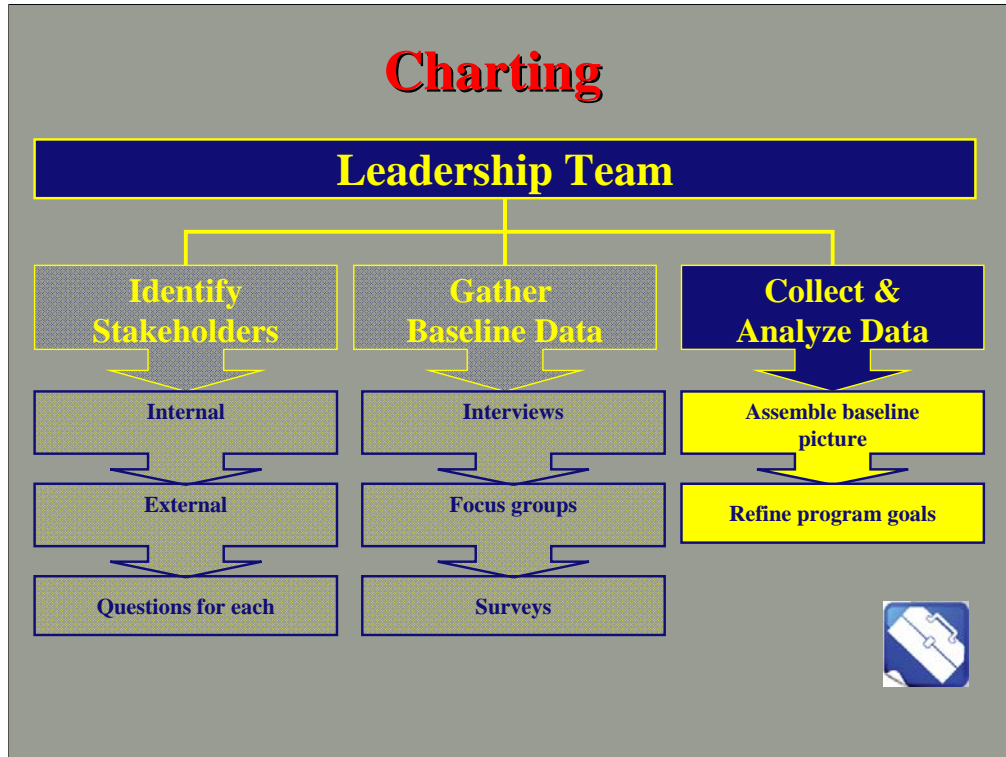 Charting
Leadership Team
Identify
Stakeholders
Internal
External
Questions for each
Gather
Baseline Data
Interviews
Focus groups
Surveys
Collect &
Analyze Data
Assemble baseline
picture
Refine program goals